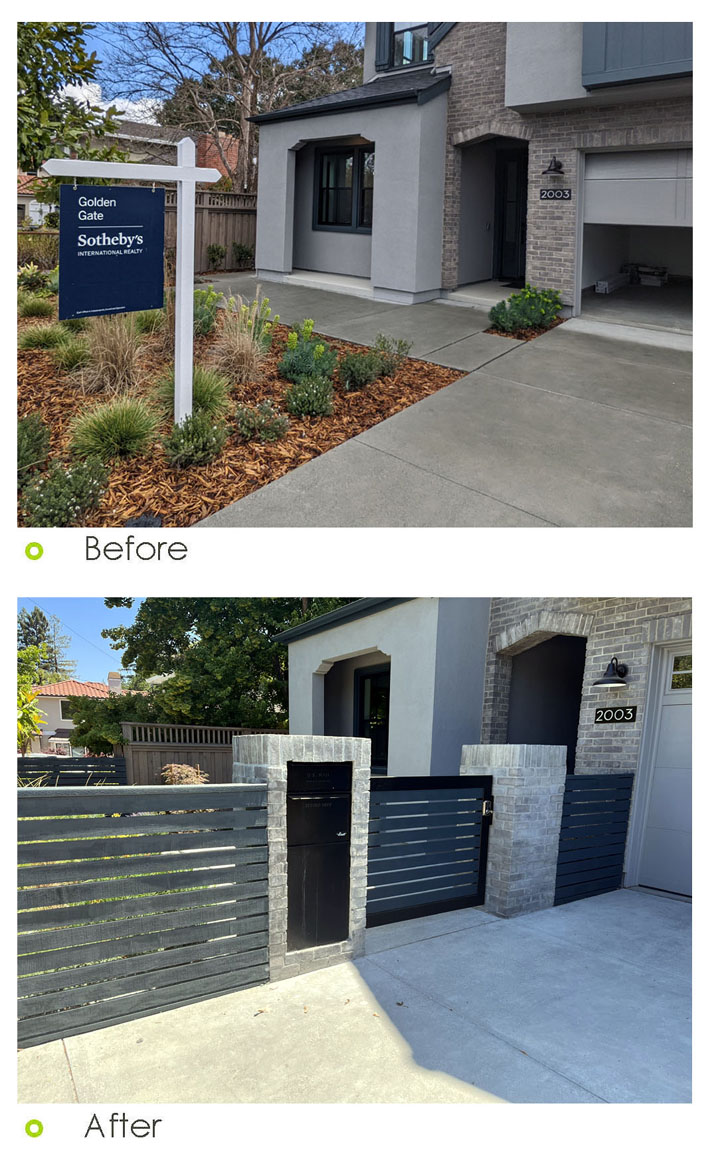 Golden
Gate
Sotheby's
INTERNATIONAL REALTY
2003
Before
2003
After